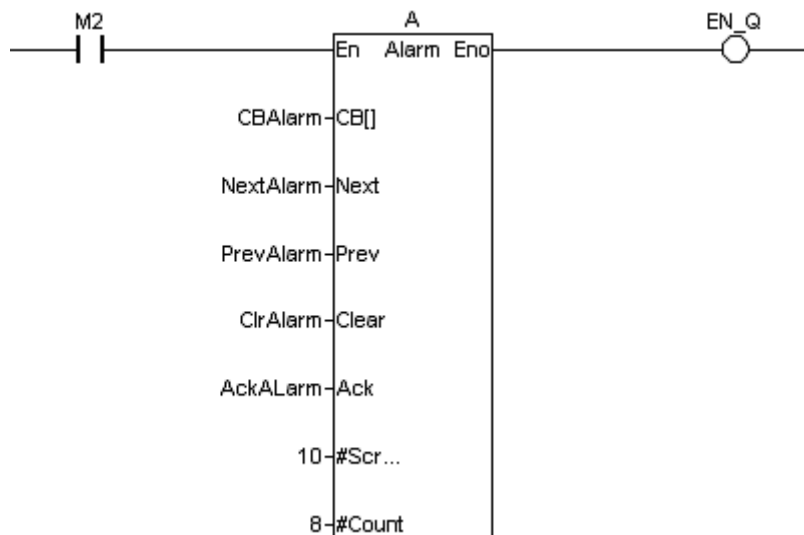 M2
A
EN_Q
En Alarm Eno
CBAlarm CB[]
NextAlarm Next
PrevAlarm Prev
ClrAlarm Clear
AckALarm Ack
10 #Scr...
8 #Count